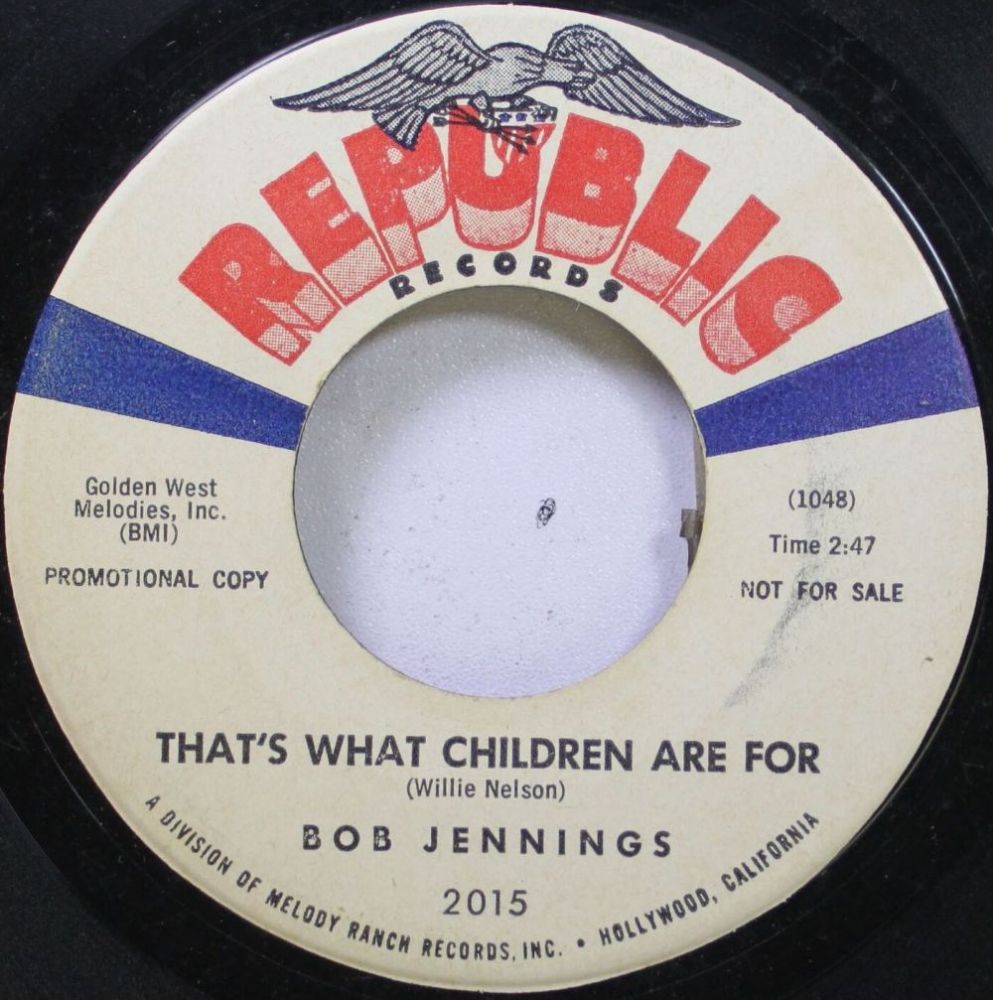 REPUBLIC
RECORDS
Golden West
Melodies, Inc.
(BMI)
PROMOTIONAL COPY
(1048)
Time 2:47
NOT FOR SALE
THAT'S WHAT CHILDREN ARE FOR
(Willie Nelson)
BOB JENNINGS
2015
A DIVISION OF MELODY RANCH RECORDS, INC. • HOLLYWOOD, CALIFORNIA